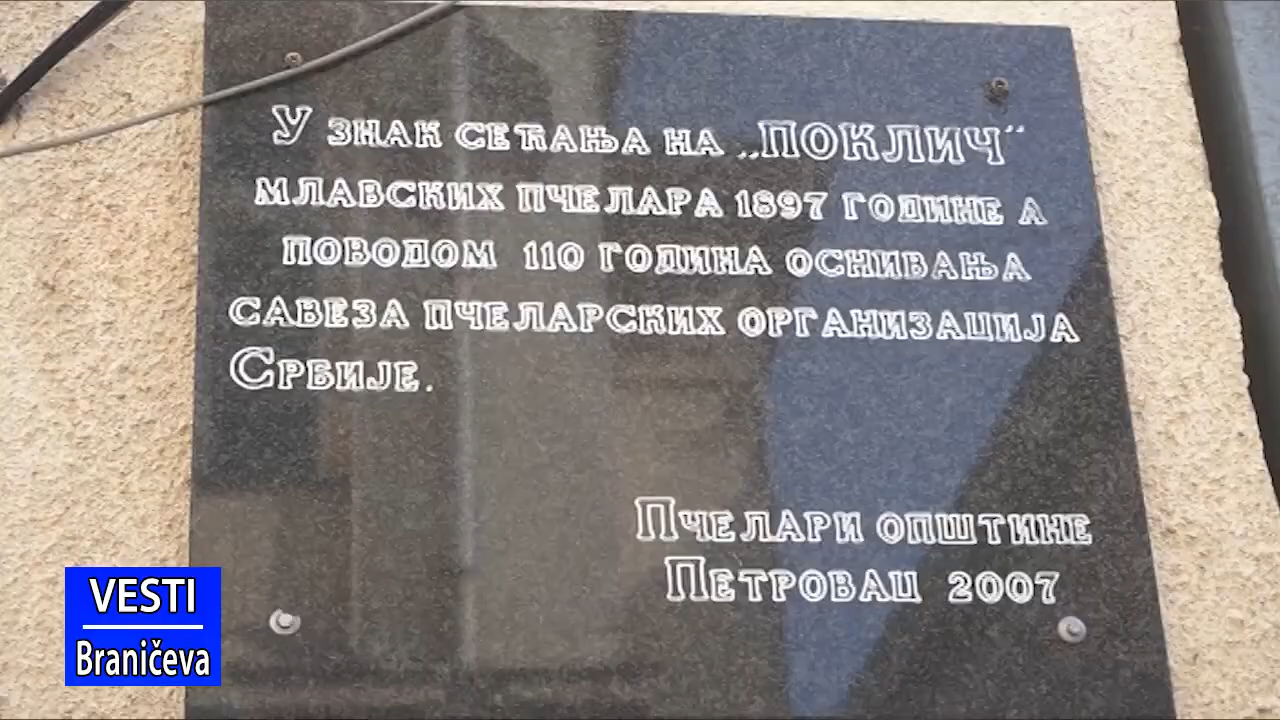 У ЗНАК СЕЋАЊА НА „ПОКЛИЧ“
МЛАВСКИХ ПЧЕЛАРА 1897 ГОДИНЕ А
ПОВОДОМ 110 ГОДИНА ОСНИВАЊА
САВЕЗА ПЧЕЛАРСКИХ ОРГАНИЗАЦИЈА
СРБИЈЕ.
ПЧЕЛАРИ ОПШТИНЕ
ПЕТРОВАЦ 2007
VESTI
Braničeva